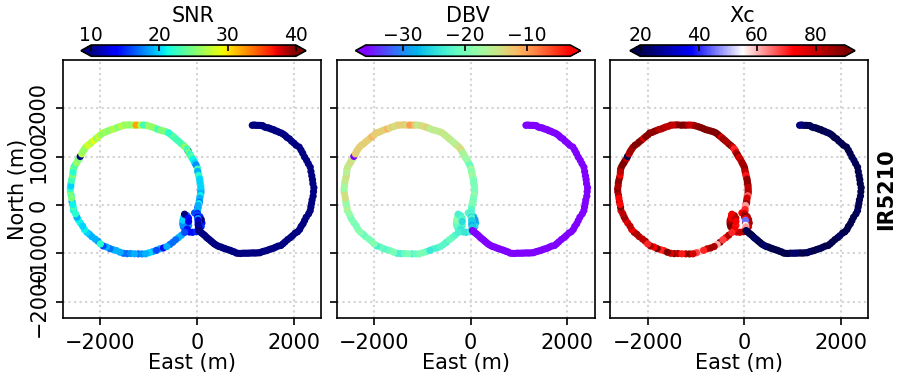 SNR DBV Xc
10 20 30 40 −30 −20 −10 20 40 60 80
2000
1000
0
−1000
−2000
North (m)
IR5210
−2000 0 2000 −2000 0 2000 −2000 0 2000
East (m) East (m) East (m)